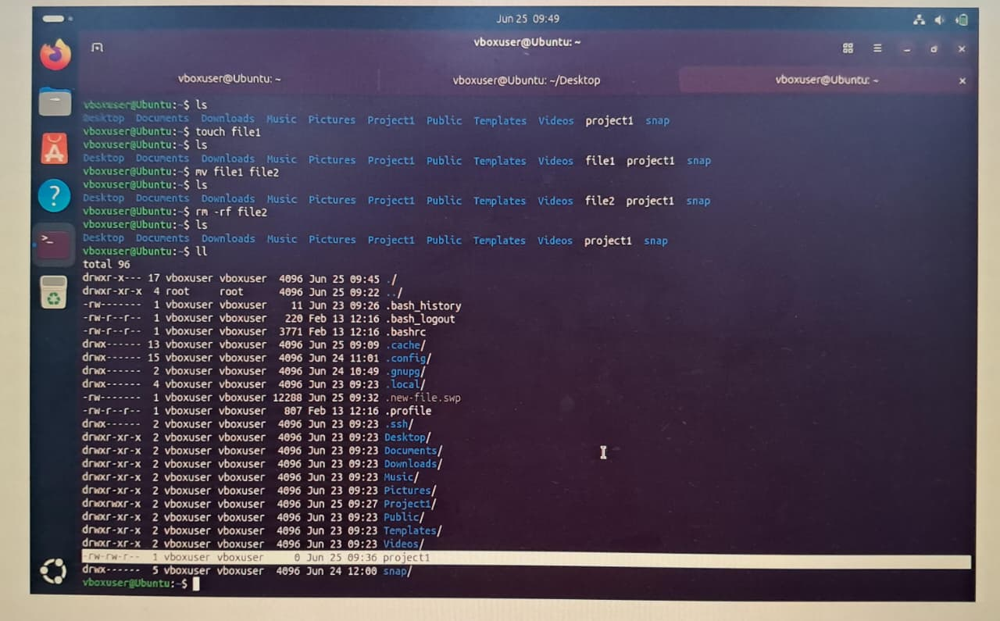 Jun 25 09:49
vboxuser@Ubuntu: ~
vboxuser@Ubuntu: ~ vboxuser@Ubuntu: ~/Desktop vboxuser@Ubuntu: ~
vboxuser@Ubuntu:~$ ls
Desktop Documents Downloads Music Pictures Project1 Public Templates Videos project1 snap
vboxuser@Ubuntu:~$ touch file1
vboxuser@Ubuntu:~$ ls
Desktop Documents Downloads Music Pictures Project1 Public Templates Videos file1 project1 snap
vboxuser@Ubuntu:~$ mv file1 file2
vboxuser@Ubuntu:~$ ls
Desktop Documents Downloads Music Pictures Project1 Public Templates Videos file2 project1 snap
vboxuser@Ubuntu:~$ rm -rf file2
vboxuser@Ubuntu:~$ ls
Desktop Documents Downloads Music Pictures Project1 Public Templates Videos project1 snap
vboxuser@Ubuntu:~$ ll
total 96
drwxr-x--- 17 vboxuser vboxuser 4096 Jun 25 09:45 ./
drwxr-xr-x 4 root root 4096 Jun 25 09:22 ../
-rw------- 1 vboxuser vboxuser 11 Jun 23 09:26 .bash_history
-rw-r--r-- 1 vboxuser vboxuser 220 Feb 13 12:16 .bash_logout
-rw-r--r-- 1 vboxuser vboxuser 3771 Feb 13 12:16 .bashrc
drwx------ 13 vboxuser vboxuser 4096 Jun 25 09:09 .cache/
drwx------ 15 vboxuser vboxuser 4096 Jun 24 11:01 .config/
drwx------ 2 vboxuser vboxuser 4096 Jun 24 10:49 .gnupg/
drwx------ 4 vboxuser vboxuser 4096 Jun 23 09:23 .local/
-rw------- 1 vboxuser vboxuser 12288 Jun 25 09:32 .new-file.swp
-rw-r--r-- 1 vboxuser vboxuser 807 Feb 13 12:16 .profile
drwx------ 2 vboxuser vboxuser 4096 Jun 23 09:23 .ssh/
drwxr-xr-x 2 vboxuser vboxuser 4096 Jun 23 09:23 Desktop/
drwxr-xr-x 2 vboxuser vboxuser 4096 Jun 23 09:23 Documents/
drwxr-xr-x 2 vboxuser vboxuser 4096 Jun 23 09:23 Downloads/
drwxr-xr-x 2 vboxuser vboxuser 4096 Jun 23 09:23 Music/
drwxr-xr-x 2 vboxuser vboxuser 4096 Jun 23 09:23 Pictures/
drwxrwxr-x 2 vboxuser vboxuser 4096 Jun 25 09:27 Project1/
drwxr-xr-x 2 vboxuser vboxuser 4096 Jun 23 09:23 Public/
drwxr-xr-x 2 vboxuser vboxuser 4096 Jun 23 09:23 Templates/
drwxr-xr-x 2 vboxuser vboxuser 4096 Jun 23 09:23 Videos/
-rw-rw-r-- 1 vboxuser vboxuser 0 Jun 25 09:36 project1
drwx------ 5 vboxuser vboxuser 4096 Jun 24 12:00 snap/
vboxuser@Ubuntu:~$